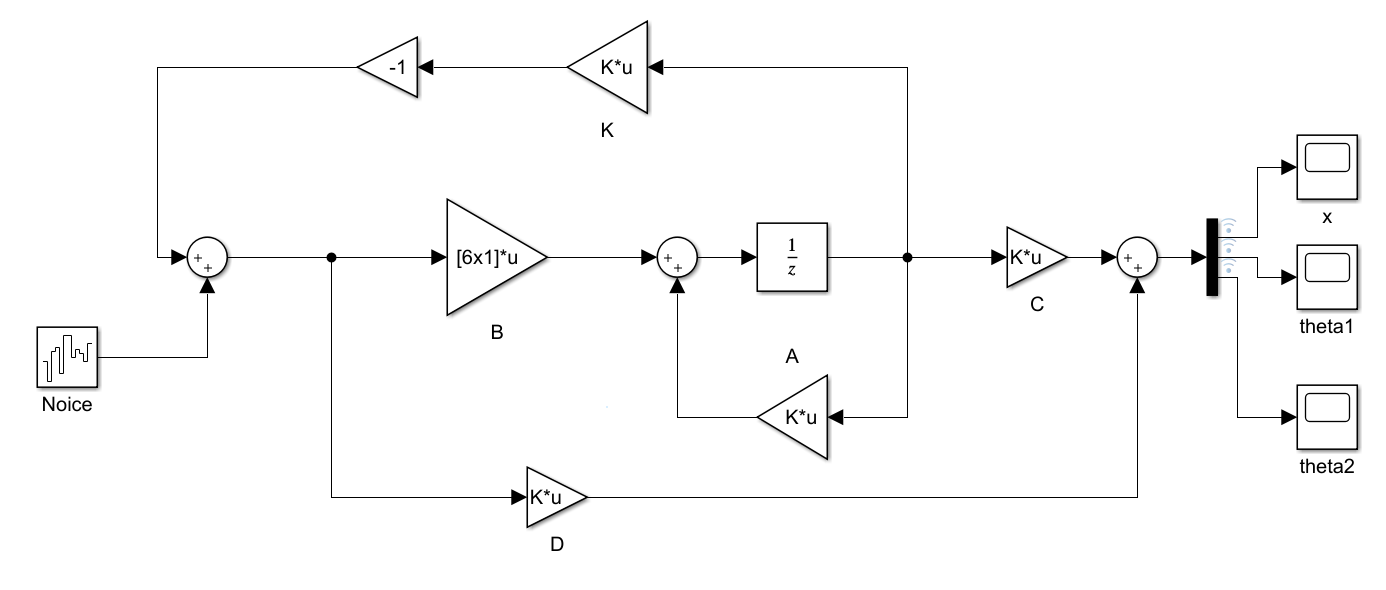 -1
K*u
K
x
+
+
[6x1]*u
B
+
+
1
z
K*u
C
+
+
theta1
Noice
A
K*u
theta2
K*u
D